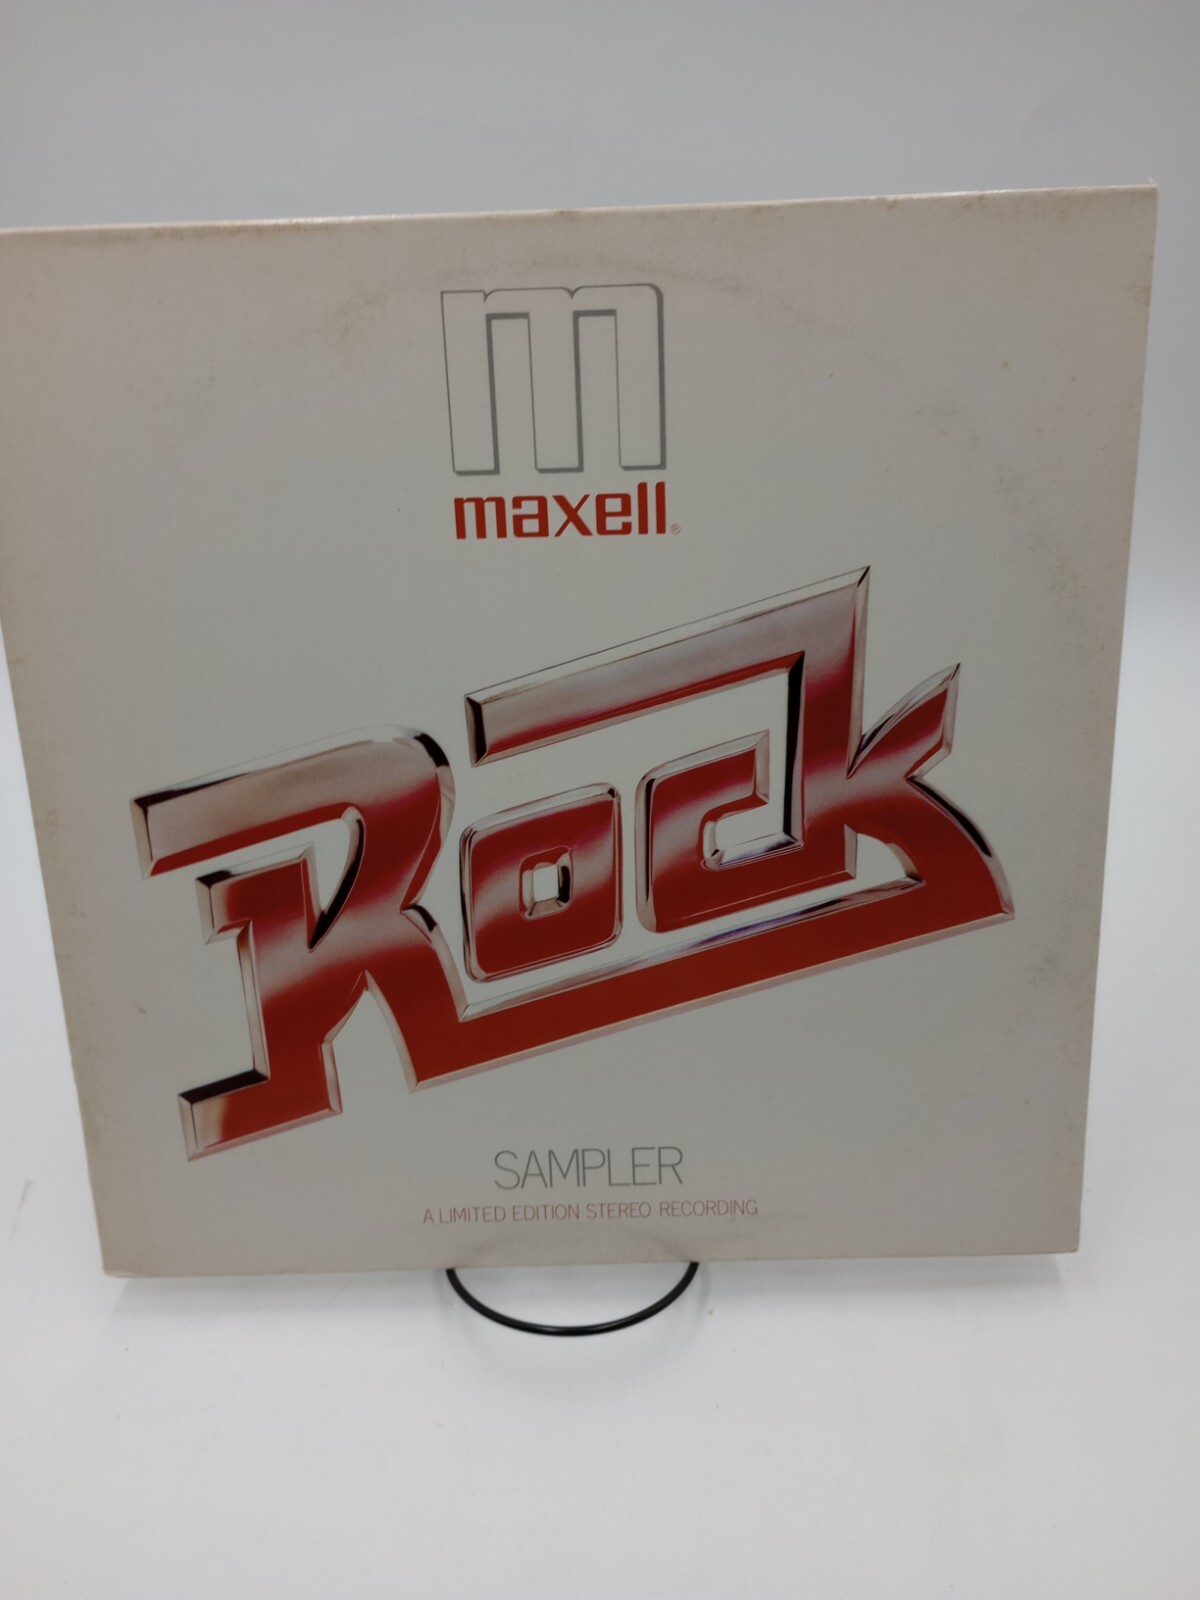 m
maxell®
Rock
SAMPLER
A LIMITED EDITION STEREO RECORDING